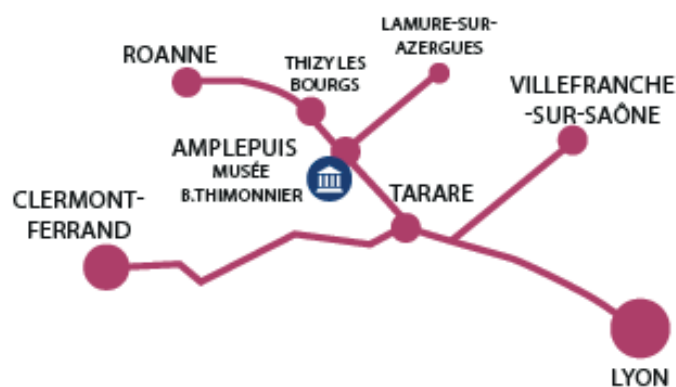 LAMURE-SUR-
AZERGUES
ROANNE
THIZY LES
BOURGS
VILLEFRANCHE
-SUR-SAÔNE
AMPLEPUIS
MUSÉE
B.THIMONNIER
TARARE
CLERMONT-
FERRAND
LYON